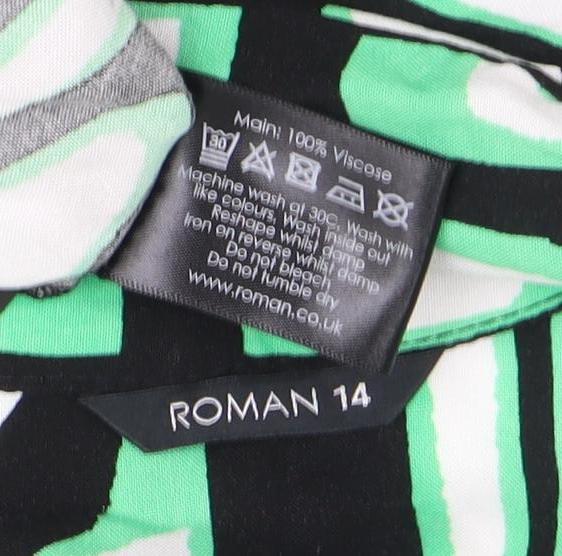 Main: 100% Viscose
30
Machine wash at 30C, Wash with
like colours, Wash inside out
Reshape whilst damp
Iron on reverse whilst damp
Do not bleach
Do not tumble dry
www.roman.co.uk
ROMAN 14